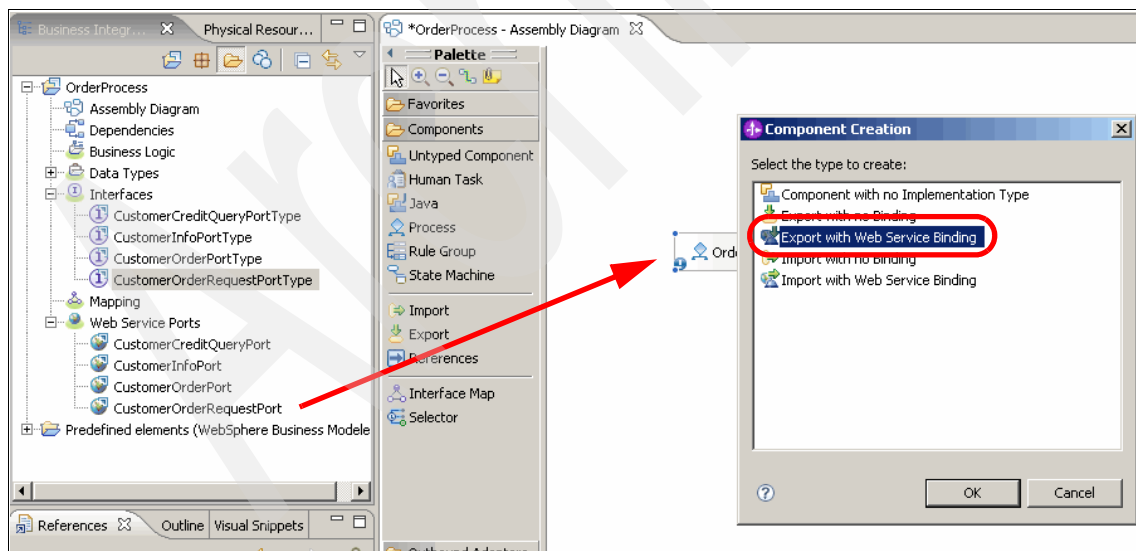 Business Integr...
Physical Resour...
OrderProcess
Assembly Diagram
Dependencies
Business Logic
Data Types
Interfaces
CustomerCreditQueryPortType
CustomerInfoPortType
CustomerOrderPortType
CustomerOrderRequestPortType
Mapping
Web Service Ports
CustomerCreditQueryPort
CustomerInfoPort
CustomerOrderPort
CustomerOrderRequestPort
Predefined elements (WebSphere Business Modele
References
Outline
Visual Snippets
*OrderProcess - Assembly Diagram
Palette
Favorites
Components
Untyped Component
Human Task
Java
Process
Rule Group
State Machine
Import
Export
References
Interface Map
Selector
Outbound Adapters
Orde
Component Creation
Select the type to create:
Component with no Implementation Type
Export with no Binding
Export with Web Service Binding
Import with no Binding
Import with Web Service Binding
OK
Cancel